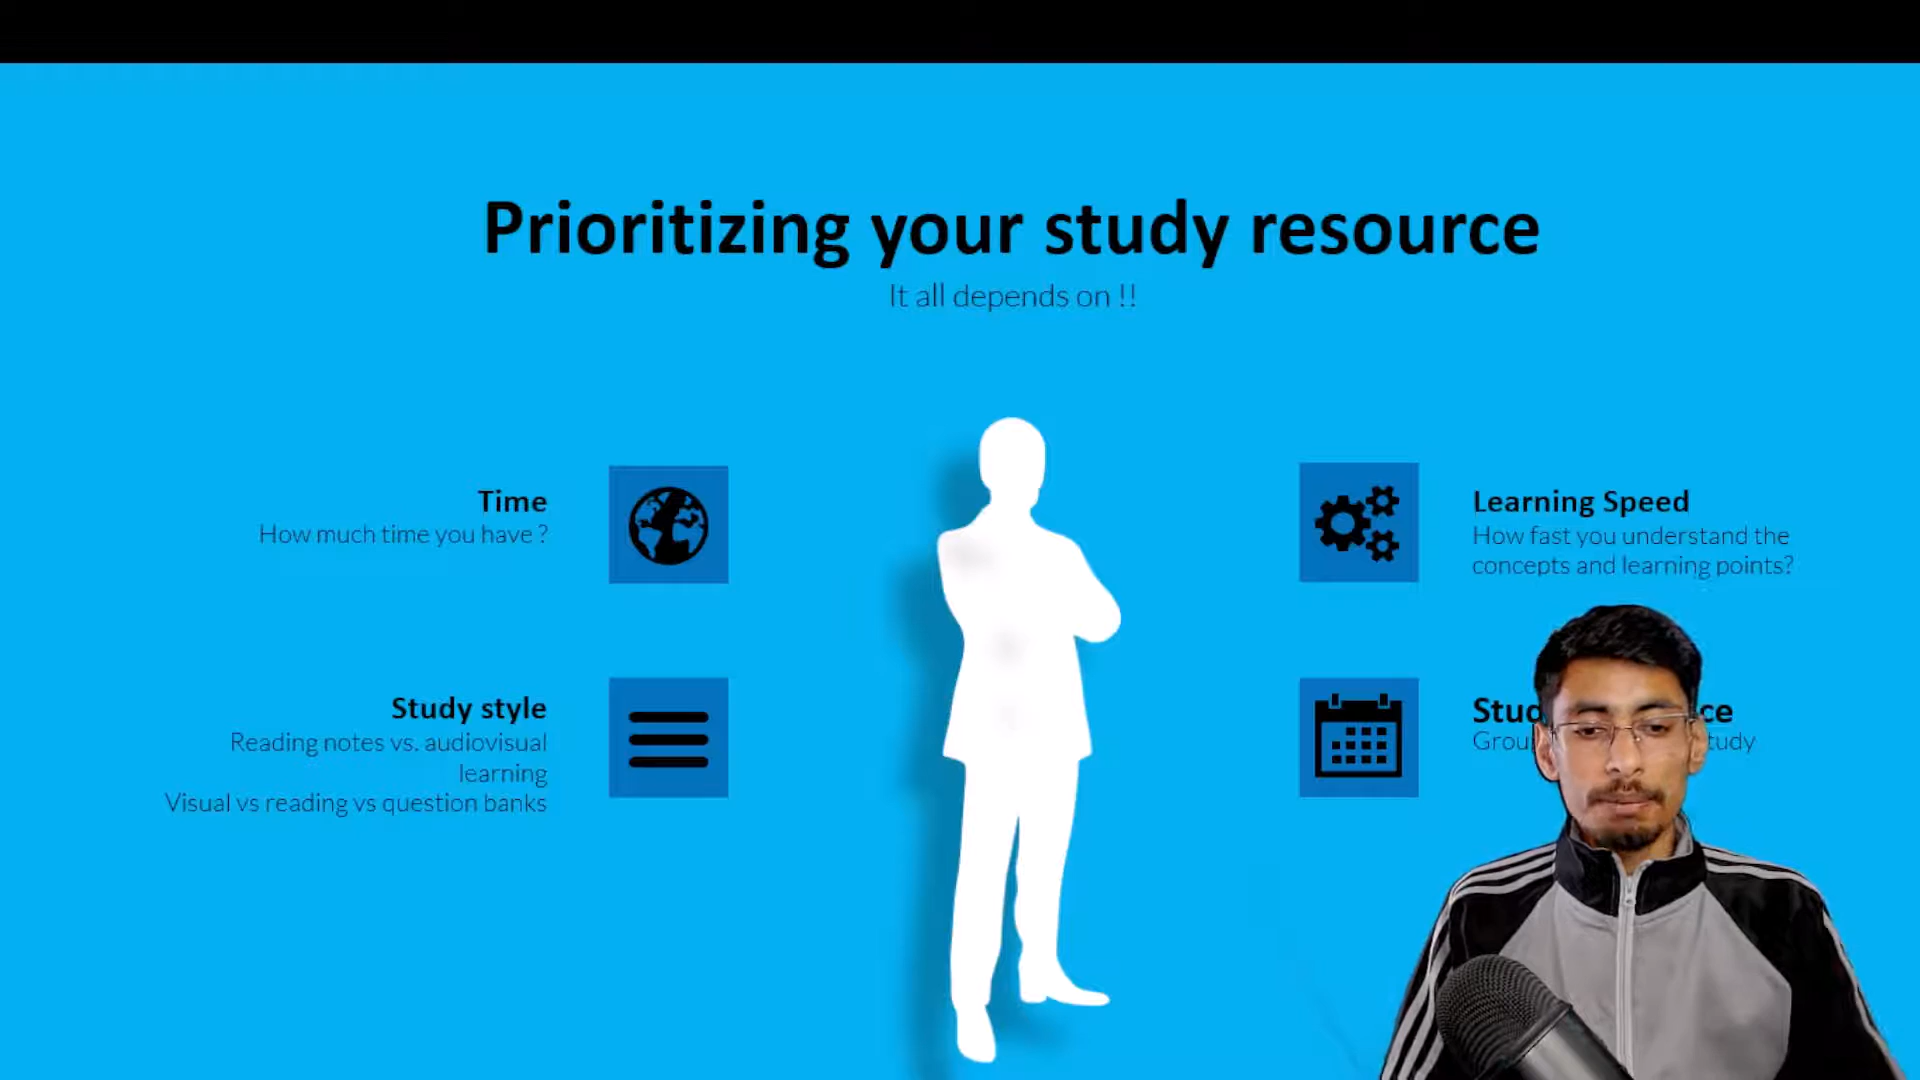 Prioritizing your study resource
It all depends on !!
Time
How much time you have ?
Study style
Reading notes vs. audiovisual
learning
Visual vs reading vs question banks
Learning Speed
How fast you understand the
concepts and learning points?